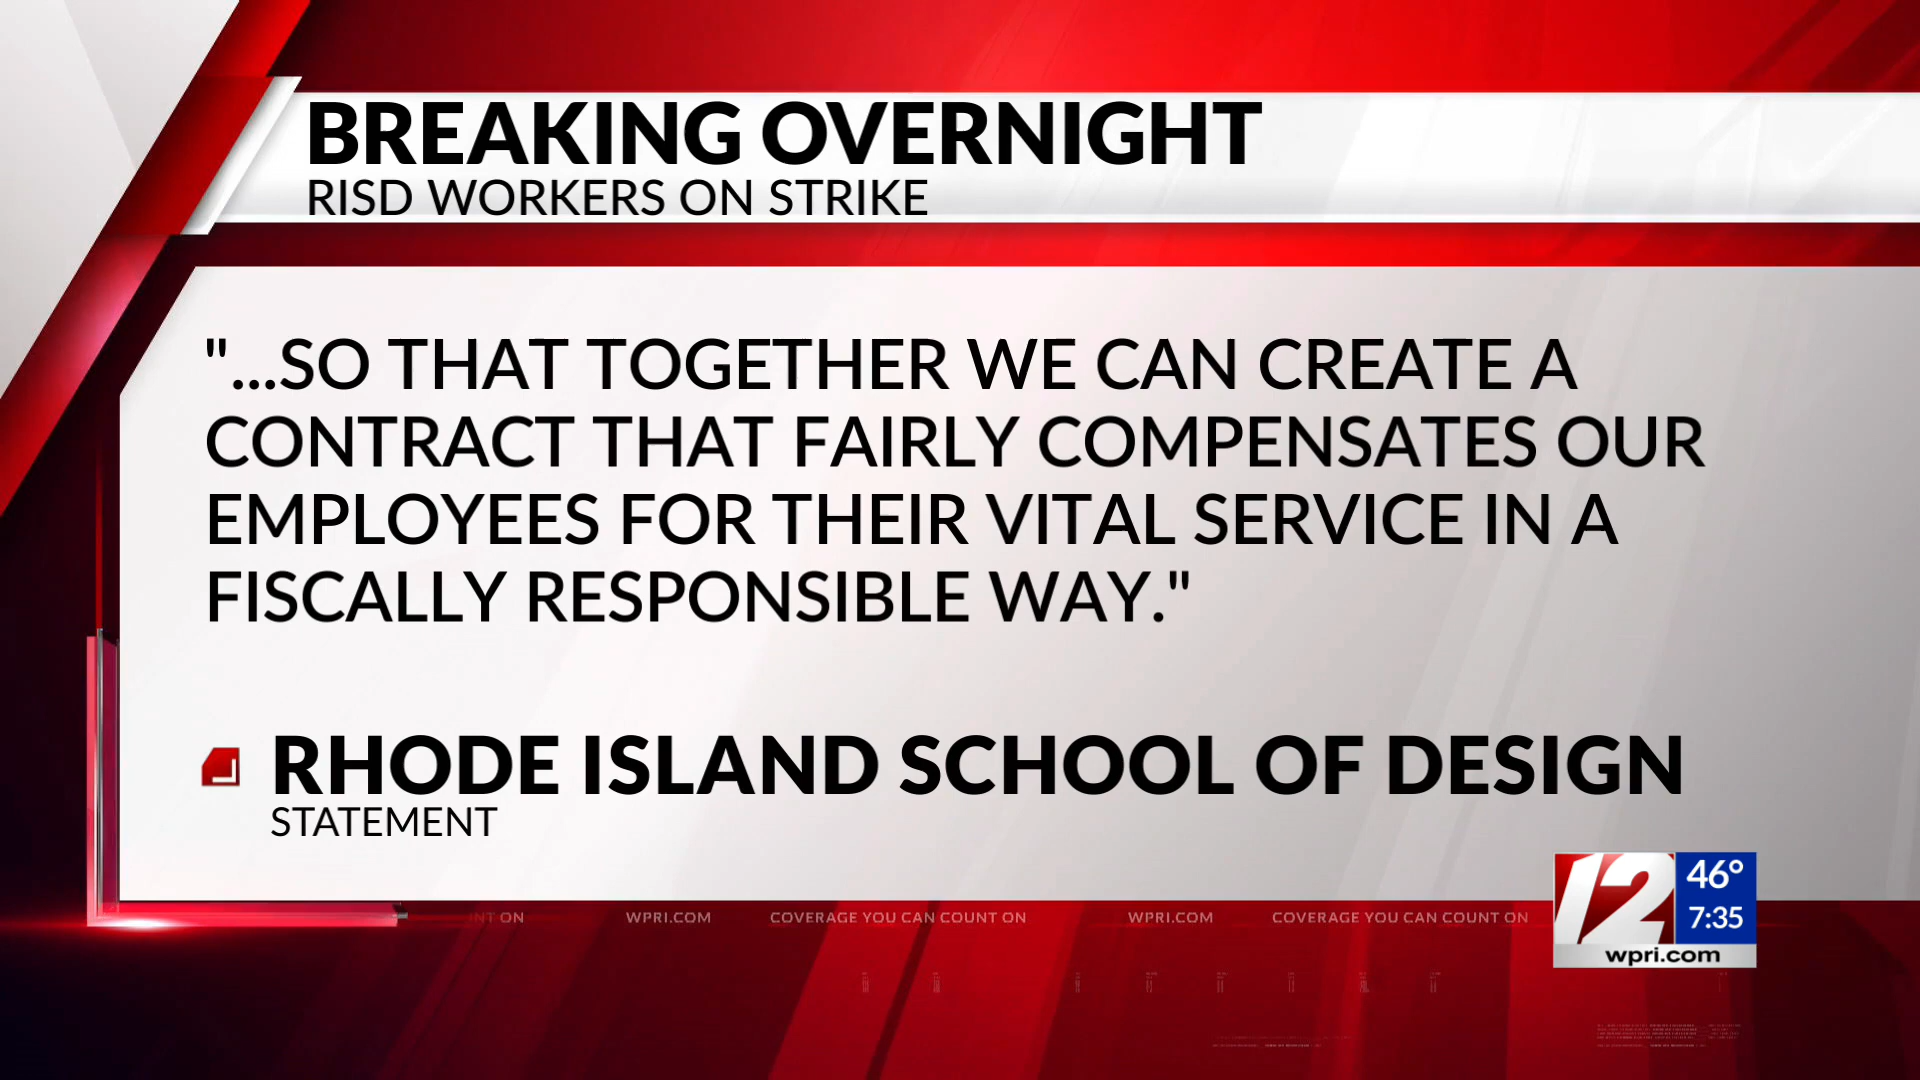 BREAKING OVERNIGHT
RISD WORKERS ON STRIKE
"...SO THAT TOGETHER WE CAN CREATE A
CONTRACT THAT FAIRLY COMPENSATES OUR
EMPLOYEES FOR THEIR VITAL SERVICE IN A
FISCALLY RESPONSIBLE WAY."
RHODE ISLAND SCHOOL OF DESIGN
STATEMENT
12 46°
7:35
wpri.com
NT ON WPRI.COM COVERAGE YOU CAN COUNT ON WPRI.COM COVERAGE YOU CAN COUNT ON